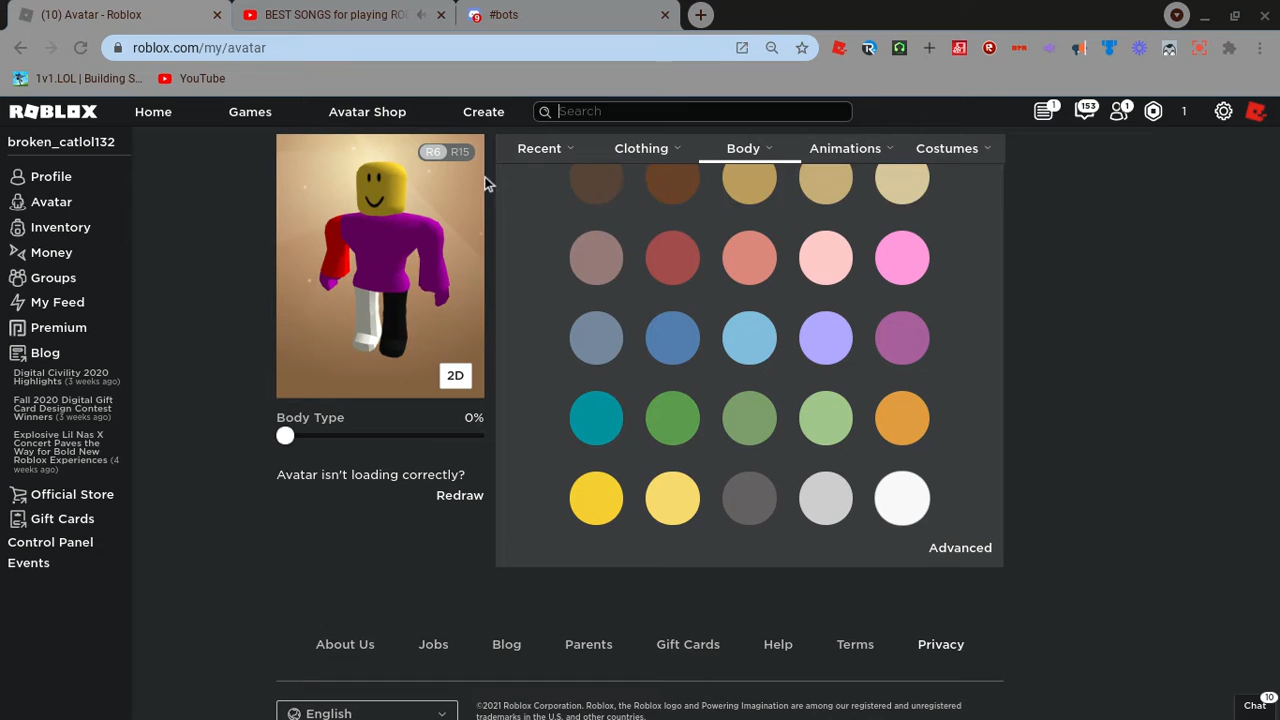 (10) Avatar - Roblox
BEST SONGS for playing RO
#bots
roblox.com/my/avatar
1v1.LOL | Building S...
YouTube
ROBLOX
Home
Games
Avatar Shop
Create
Search
1
153
1
1
broken_catlol132
Profile
Avatar
Inventory
Money
Groups
My Feed
Premium
Blog
Digital Civility 2020
Highlights (3 weeks ago)
Fall 2020 Digital Gift
Card Design Contest
Winners (3 weeks ago)
Explosive Lil Nas X
Concert Paves the
Way for Bold New
Roblox Experiences (4
weeks ago)
Official Store
Gift Cards
Control Panel
Events
R6 R15
2D
Body Type 0%
Avatar isn't loading correctly?
Redraw
Recent
Clothing
Body
Animations
Costumes
Advanced
About Us
Jobs
Blog
Parents
Gift Cards
Help
Terms
Privacy
English
©2021 Roblox Corporation. Roblox, the Roblox logo and Powering Imagination are among our registered and unregistered
trademarks in the U.S. and other countries.
Chat
10